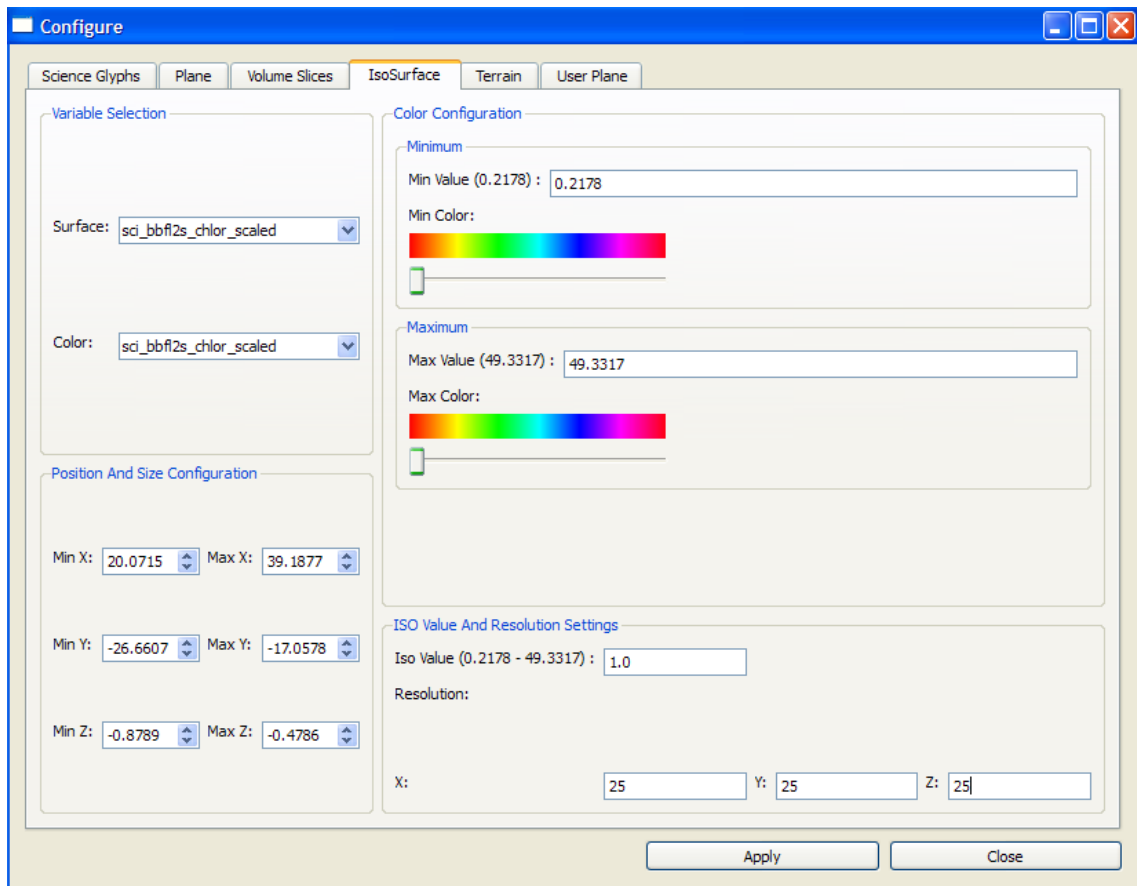 Configure
Science Glyphs
Plane
Volume Slices
IsoSurface
Terrain
User Plane
Variable Selection
Surface: sci_bbfl2s_chlor_scaled
Color: sci_bbfl2s_chlor_scaled
Position And Size Configuration
Min X: 20.0715 Max X: 39.1877
Min Y: -26.6607 Max Y: -17.0578
Min Z: -0.8789 Max Z: -0.4786
Color Configuration
Minimum
Min Value (0.2178) : 0.2178
Min Color:
Maximum
Max Value (49.3317) : 49.3317
Max Color:
ISO Value And Resolution Settings
Iso Value (0.2178 - 49.3317) : 1.0
Resolution:
X: 25 Y: 25 Z: 25
Apply
Close